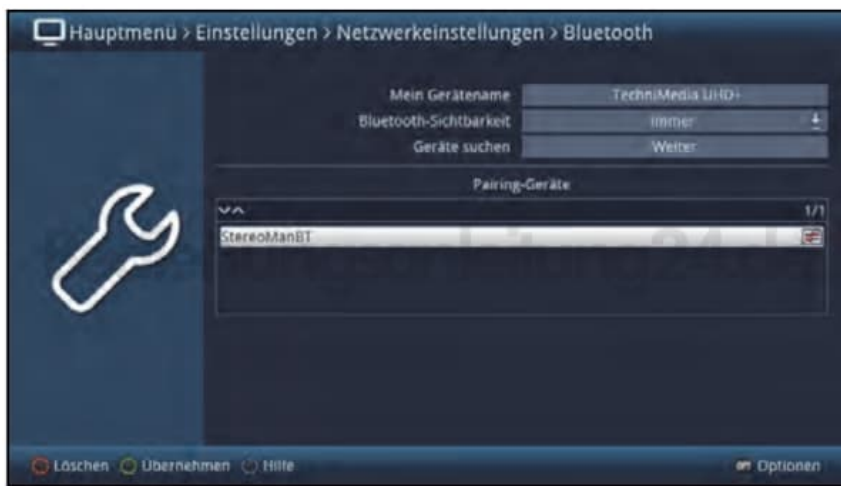 Hauptmenü > Einstellungen > Netzwerkeinstellungen > Bluetooth
Mein Gerätename TechniMedia UHD+
Bluetooth-Sichtbarkeit Immer
Geräte suchen Weiter
Pairing-Geräte
1/1
StereoManBT
Löschen Übernehmen Hilfe OPT Optionen